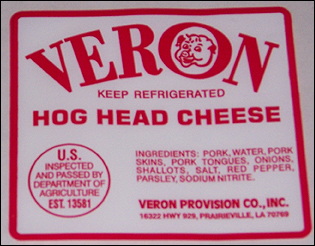 VERON
KEEP REFRIGERATED
HOG HEAD CHEESE
U.S.
INSPECTED
AND PASSED BY
DEPARTMENT OF
AGRICULTURE
EST. 13581
INGREDIENTS: PORK, WATER, PORK
SKINS, PORK TONGUES, ONIONS,
SHALLOTS, SALT, RED PEPPER,
PARSLEY, SODIUM NITRITE.
VERON PROVISION CO., INC.
16322 HWY 929, PRAIRIEVILLE, LA 70769